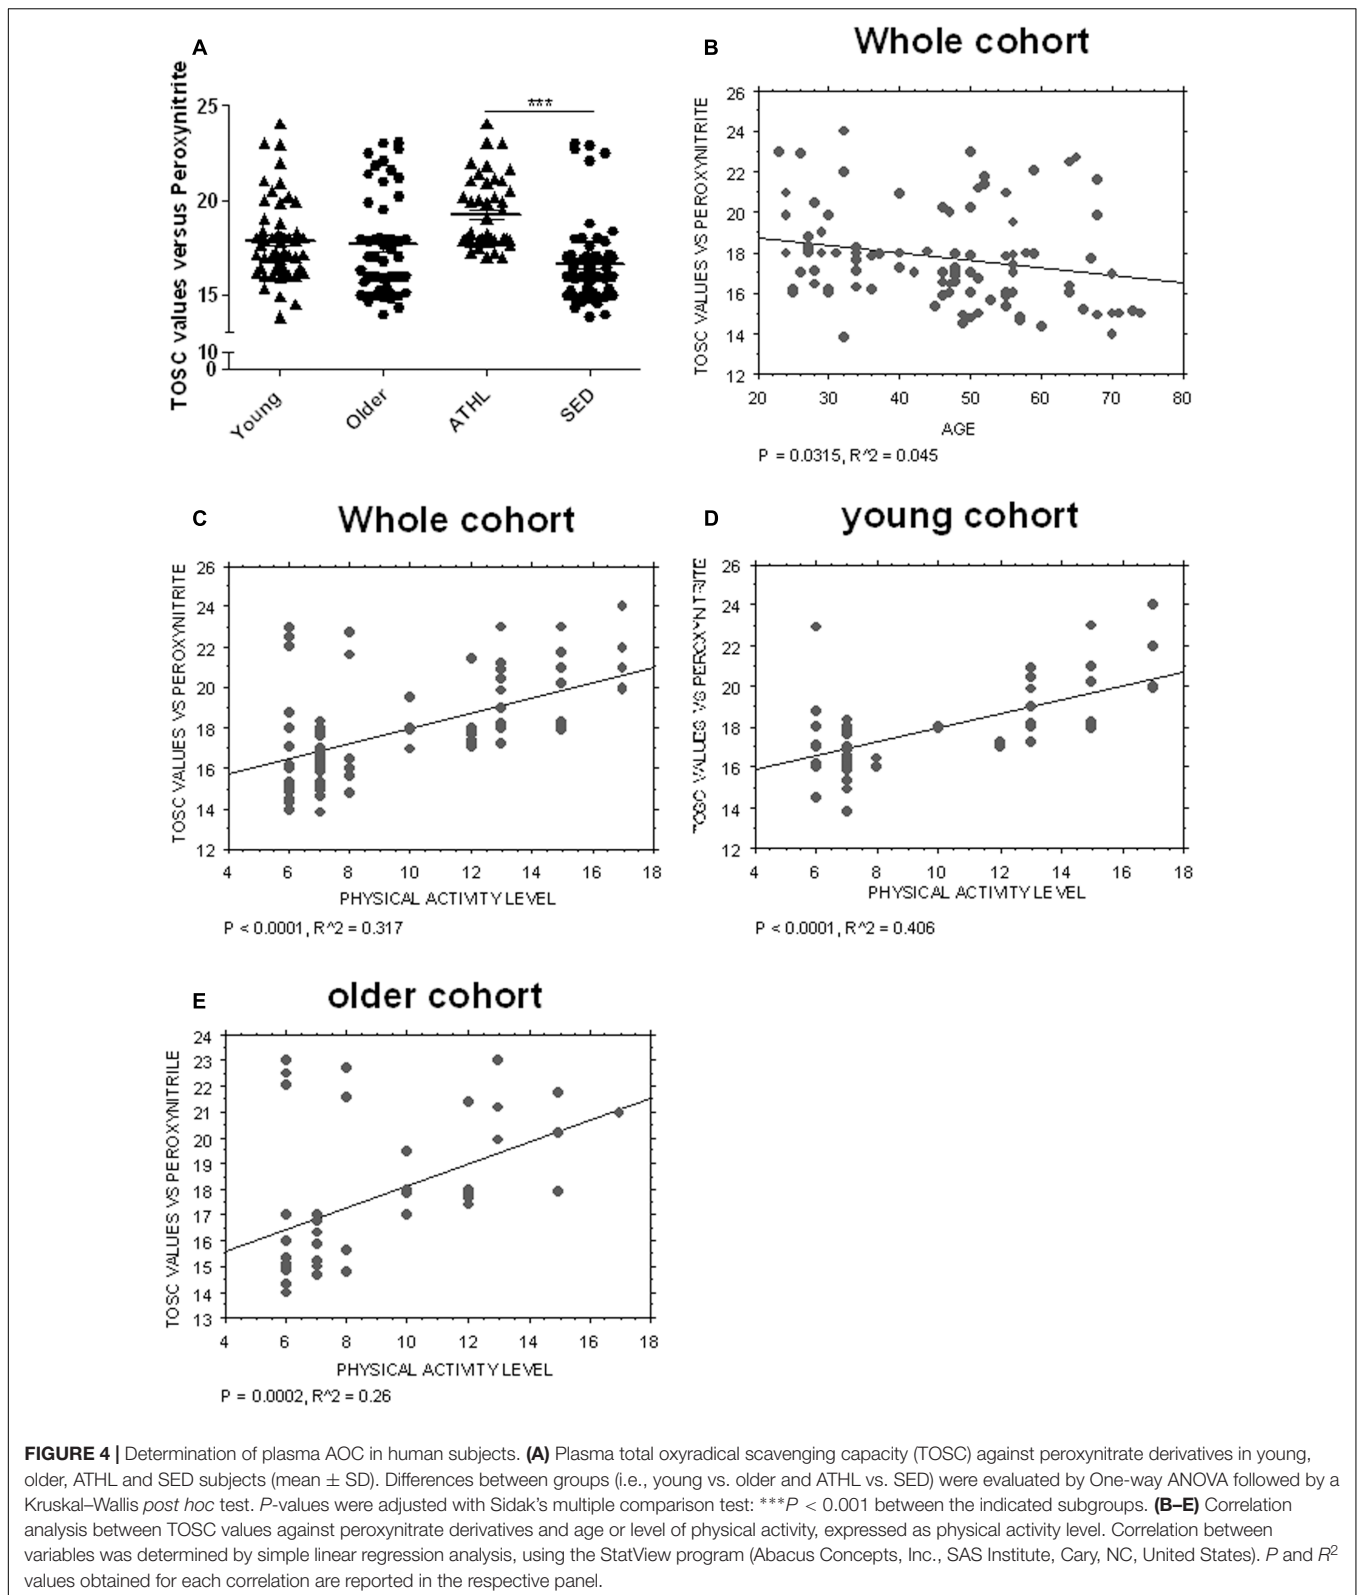 A
TOSC values versus Peroxynitrite
25
20
15
10
0
***
Young
Older
ATHL
SED
B
Whole cohort
TOSC VALUES VS PEROXYNITRITE
26
24
22
20
18
16
14
12
20 30 40 50 60 70 80
AGE
P = 0.0315, R^2 = 0.045
C
Whole cohort
TOSC VALUES VS PEROXYNITRITE
26
24
22
20
18
16
14
12
4 6 8 10 12 14 16 18
PHYSICAL ACTIVITY LEVEL
P < 0.0001, R^2 = 0.317
D
young cohort
TOSC VALUES VS PEROXYNITRITE
26
24
22
20
18
16
14
12
4 6 8 10 12 14 16 18
PHYSICAL ACTIVITY LEVEL
P < 0.0001, R^2 = 0.406
E
older cohort
TOSC VALUES VS PEROXYNITRILE
24
23
22
21
20
19
18
17
16
15
14
13
4 6 8 10 12 14 16 18
PHYSICAL ACTIVITY LEVEL
P = 0.0002, R^2 = 0.26
FIGURE 4 | Determination of plasma AOC in human subjects. (A) Plasma total oxyradical scavenging capacity (TOSC) against peroxynitrate derivatives in young,
older, ATHL and SED subjects (mean ± SD). Differences between groups (i.e., young vs. older and ATHL vs. SED) were evaluated by One-way ANOVA followed by a
Kruskal–Wallis post hoc test. P-values were adjusted with Sidak's multiple comparison test: ***P < 0.001 between the indicated subgroups. (B–E) Correlation
analysis between TOSC values against peroxynitrate derivatives and age or level of physical activity, expressed as physical activity level. Correlation between
variables was determined by simple linear regression analysis, using the StatView program (Abacus Concepts, Inc., SAS Institute, Cary, NC, United States). P and R²
values obtained for each correlation are reported in the respective panel.